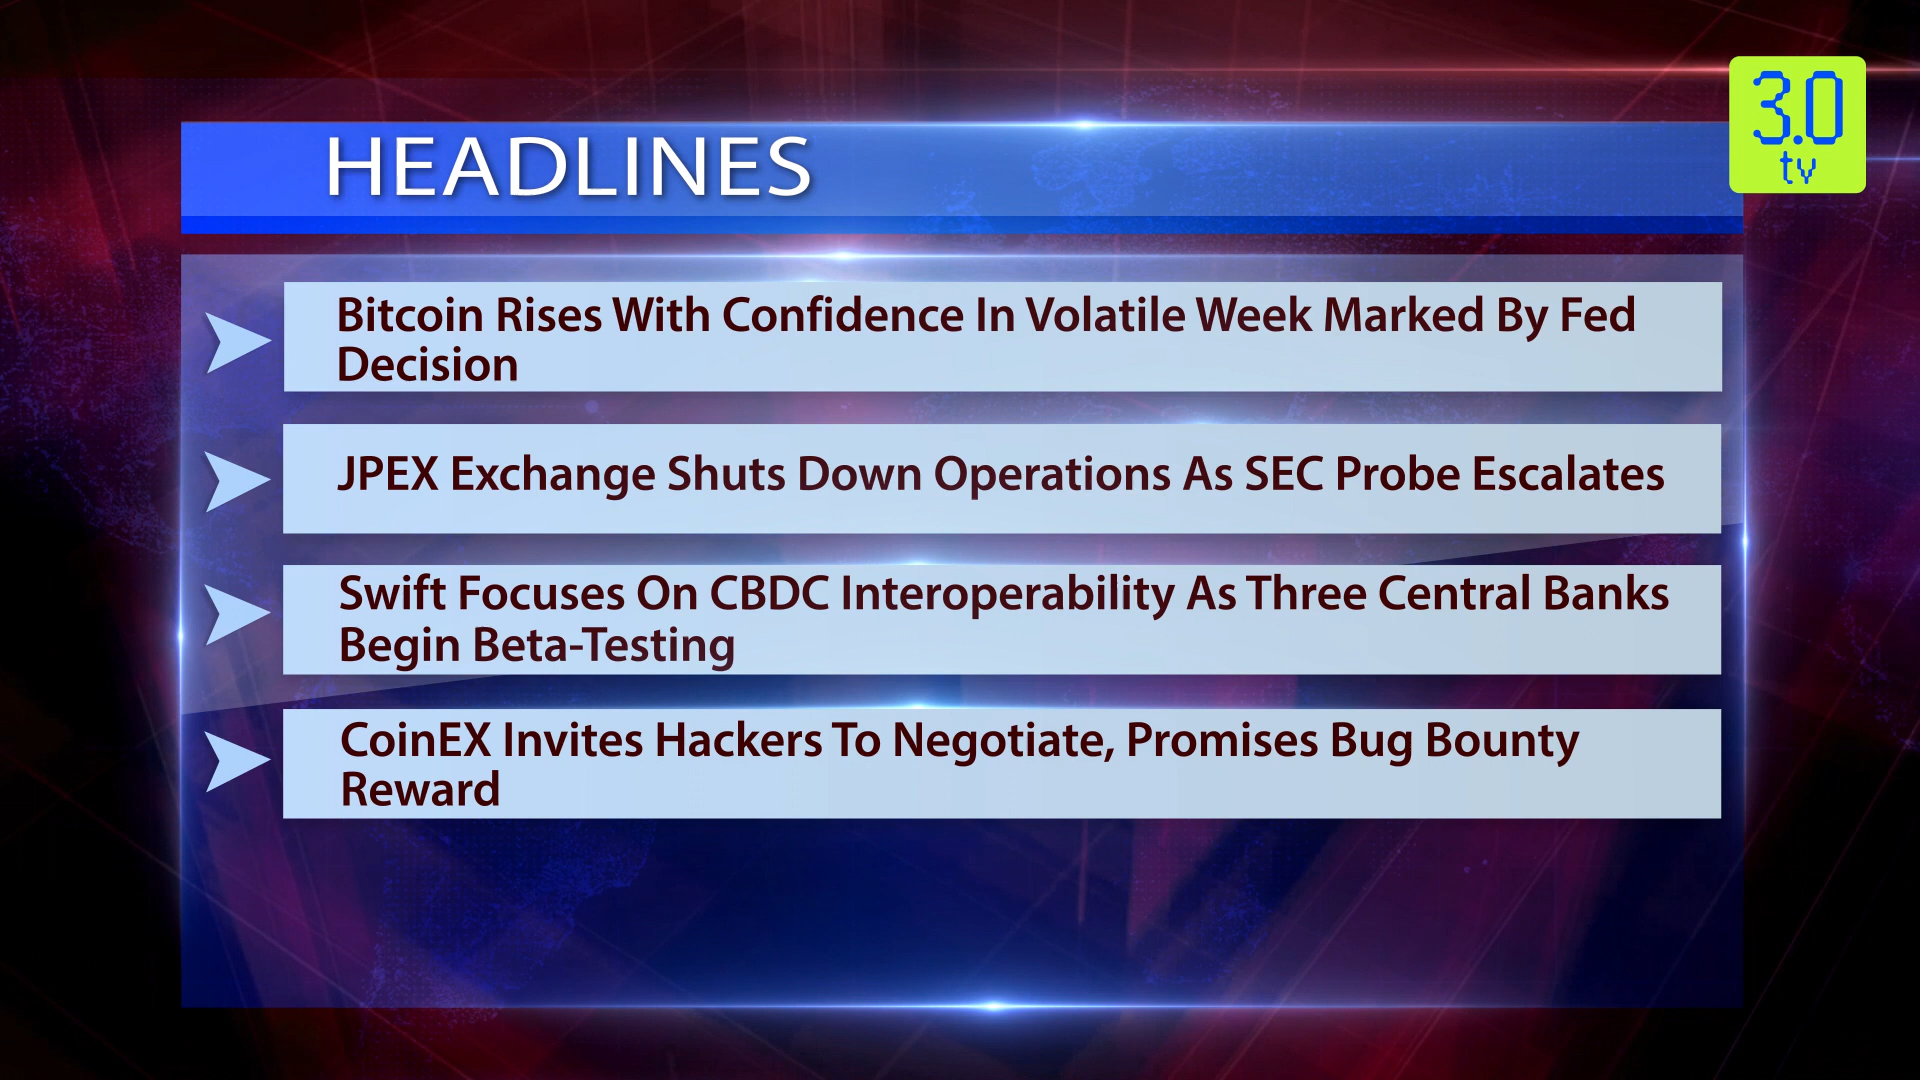 HEADLINES
3.0
tv
Bitcoin Rises With Confidence In Volatile Week Marked By Fed
Decision
JPEX Exchange Shuts Down Operations As SEC Probe Escalates
Swift Focuses On CBDC Interoperability As Three Central Banks
Begin Beta-Testing
CoinEX Invites Hackers To Negotiate, Promises Bug Bounty
Reward